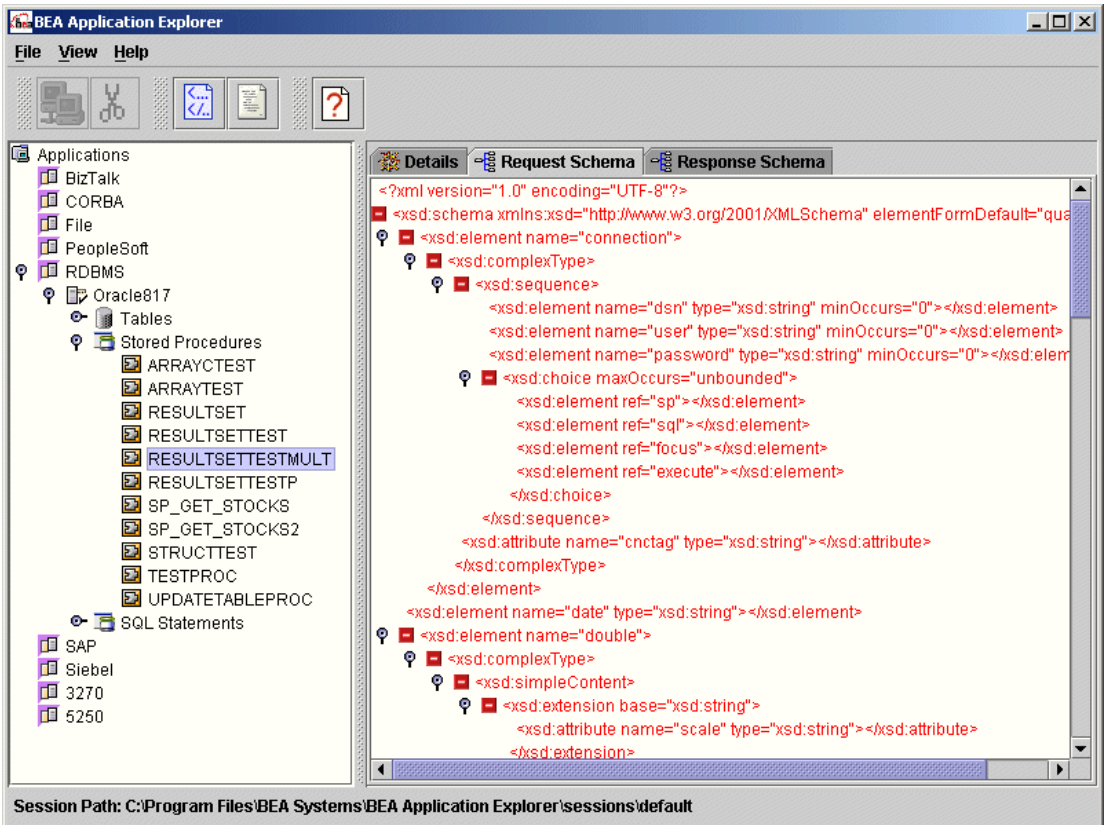 bea BEA Application Explorer
File View Help
Applications
BizTalk
CORBA
File
PeopleSoft
RDBMS
Oracle817
Tables
Stored Procedures
ARRAYCTEST
ARRAYTEST
RESULTSET
RESULTSETTEST
RESULTSETTESTMULT
RESULTSETTESTP
SP_GET_STOCKS
SP_GET_STOCKS2
STRUCTTEST
TESTPROC
UPDATETABLEPROC
SQL Statements
SAP
Siebel
3270
5250
Details Request Schema Response Schema
<?xml version="1.0" encoding="UTF-8"?>
<xsd:schema xmlns:xsd="http://www.w3.org/2001/XMLSchema" elementFormDefault="qua
<xsd:element name="connection">
<xsd:complexType>
<xsd:sequence>
<xsd:element name="dsn" type="xsd:string" minOccurs="0"></xsd:element>
<xsd:element name="user" type="xsd:string" minOccurs="0"></xsd:element>
<xsd:element name="password" type="xsd:string" minOccurs="0"></xsd:elem
<xsd:choice maxOccurs="unbounded">
<xsd:element ref="sp"></xsd:element>
<xsd:element ref="sql"></xsd:element>
<xsd:element ref="focus"></xsd:element>
<xsd:element ref="execute"></xsd:element>
</xsd:choice>
</xsd:sequence>
<xsd:attribute name="cnctag" type="xsd:string"></xsd:attribute>
</xsd:complexType>
</xsd:element>
<xsd:element name="date" type="xsd:string"></xsd:element>
<xsd:element name="double">
<xsd:complexType>
<xsd:simpleContent>
<xsd:extension base="xsd:string">
<xsd:attribute name="scale" type="xsd:string"></xsd:attribute>
</xsd:extension>
Session Path: C:\Program Files\BEA Systems\BEA Application Explorer\sessions\default